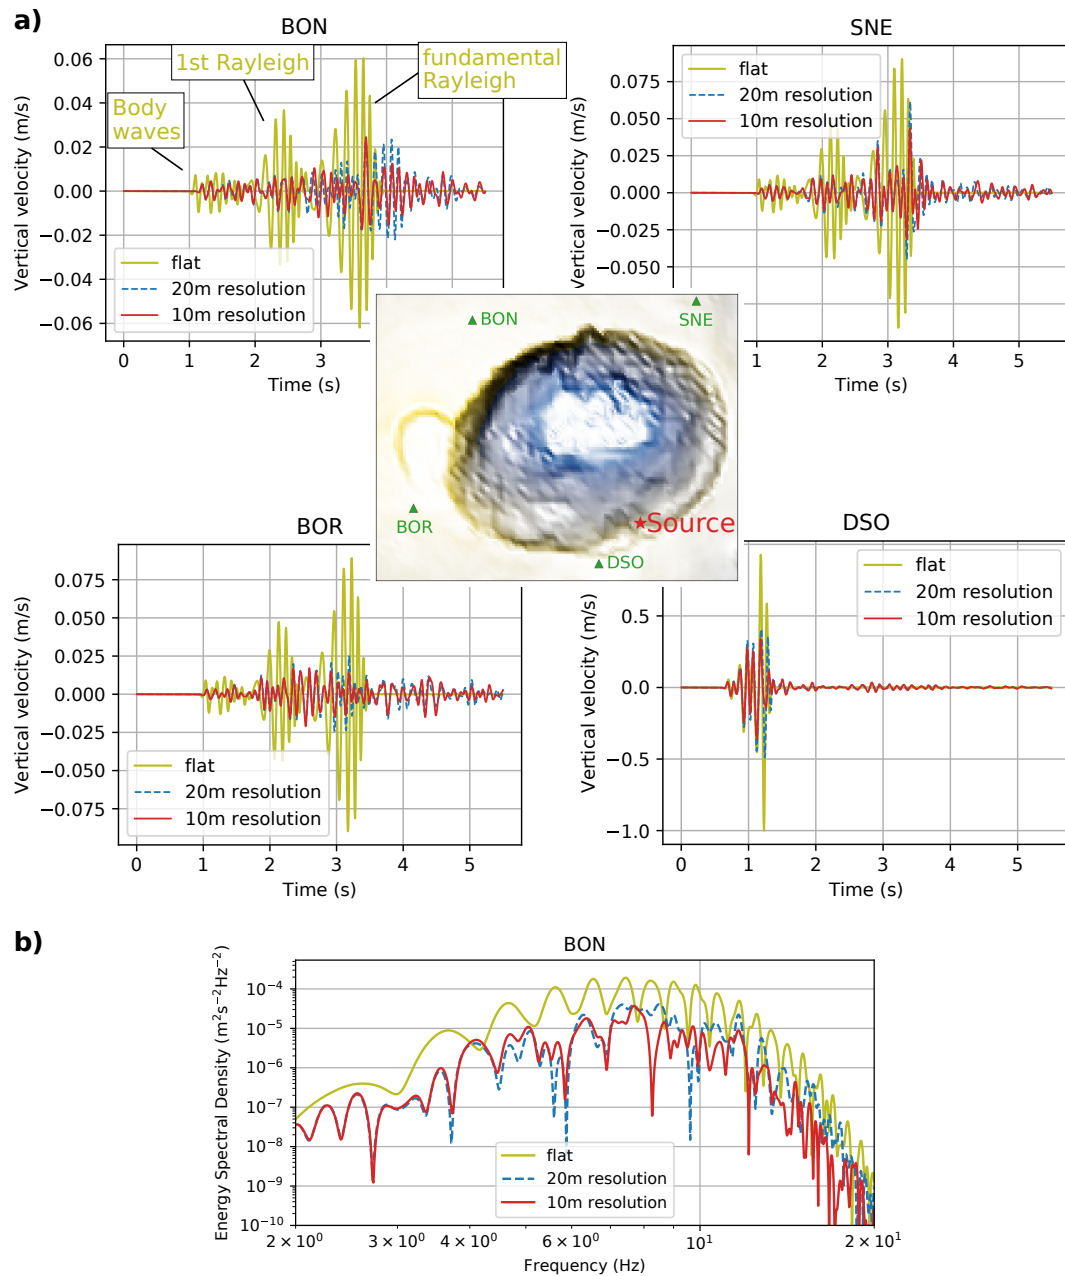 a)
BON
Vertical velocity (m/s)
0.06
0.04
0.02
0.00
−0.02
−0.04
−0.06
Body
waves
1st Rayleigh
fundamental
Rayleigh
flat
20m resolution
10m resolution
0 1 2 3
Time (s)
SNE
Vertical velocity (m/s)
0.075
0.050
0.025
0.000
−0.025
−0.050
flat
20m resolution
10m resolution
1 2 3 4 5
Time (s)
BON
SNE
BOR
Source
DSO
BOR
Vertical velocity (m/s)
0.075
0.050
0.025
0.000
−0.025
−0.050
−0.075
flat
20m resolution
10m resolution
0 1 2 3 4 5
Time (s)
DSO
Vertical velocity (m/s)
0.5
0.0
−0.5
−1.0
flat
20m resolution
10m resolution
0 1 2 3 4 5
Time (s)
b)
BON
Energy Spectral Density (m²s⁻²Hz⁻²)
10⁻⁴
10⁻⁵
10⁻⁶
10⁻⁷
10⁻⁸
10⁻⁹
10⁻¹⁰
flat
20m resolution
10m resolution
2 × 10⁰ 3 × 10⁰ 4 × 10⁰ 6 × 10⁰ 10¹ 2 × 10¹
Frequency (Hz)